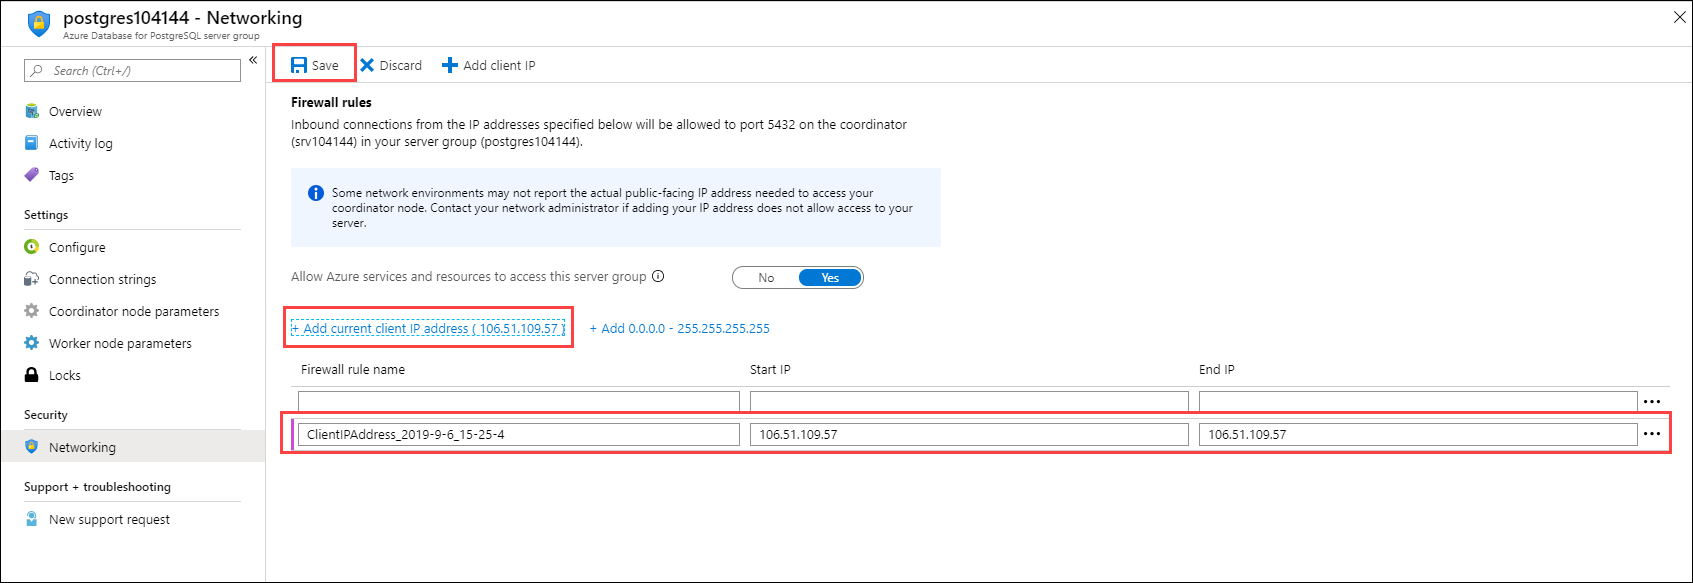 postgres104144 - Networking
Azure Database for PostgreSQL server group
Search (Ctrl+/)
«
Overview
Activity log
Tags
Settings
Configure
Connection strings
Coordinator node parameters
Worker node parameters
Locks
Security
Networking
Support + troubleshooting
New support request
Save
Discard
Add client IP
Firewall rules
Inbound connections from the IP addresses specified below will be allowed to port 5432 on the coordinator
(srv104144) in your server group (postgres104144).
Some network environments may not report the actual public-facing IP address needed to access your
coordinator node. Contact your network administrator if adding your IP address does not allow access to your
server.
Allow Azure services and resources to access this server group
No Yes
+ Add current client IP address ( 106.51.109.57 ) + Add 0.0.0.0 - 255.255.255.255
Firewall rule name Start IP End IP
ClientIPAddress_2019-9-6_15-25-4 106.51.109.57 106.51.109.57